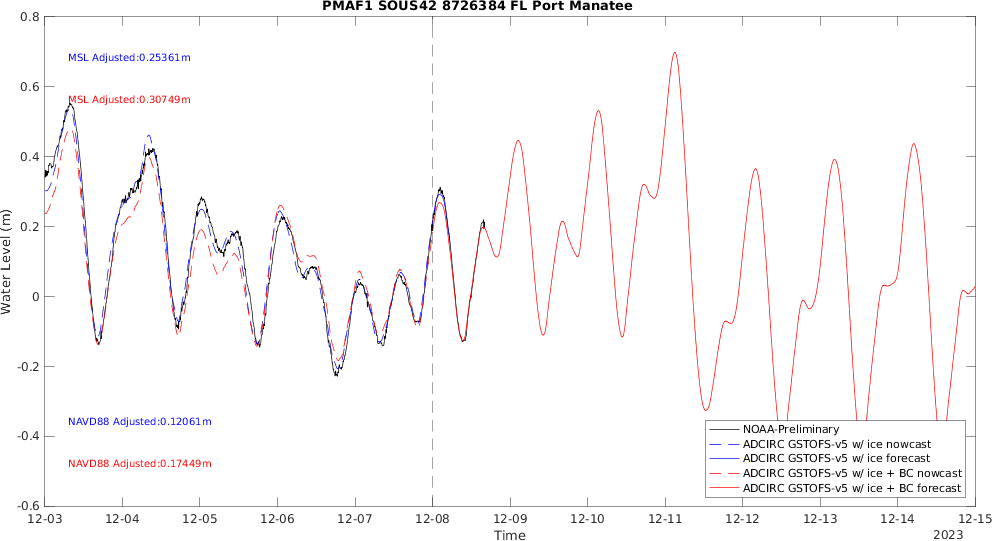 PMAF1 SOUS42 8726384 FL Port Manatee
0.8
0.6
0.4
0.2
0
-0.2
-0.4
-0.6
Water Level (m)
MSL Adjusted:0.25361m
MSL Adjusted:0.30749m
NAVD88 Adjusted:0.12061m
NAVD88 Adjusted:0.17449m
NOAA-Preliminary
ADCIRC GSTOFS-v5 w/ ice nowcast
ADCIRC GSTOFS-v5 w/ ice forecast
ADCIRC GSTOFS-v5 w/ ice + BC nowcast
ADCIRC GSTOFS-v5 w/ ice + BC forecast
12-03 12-04 12-05 12-06 12-07 12-08 12-09 12-10 12-11 12-12 12-13 12-14 12-15
Time
2023